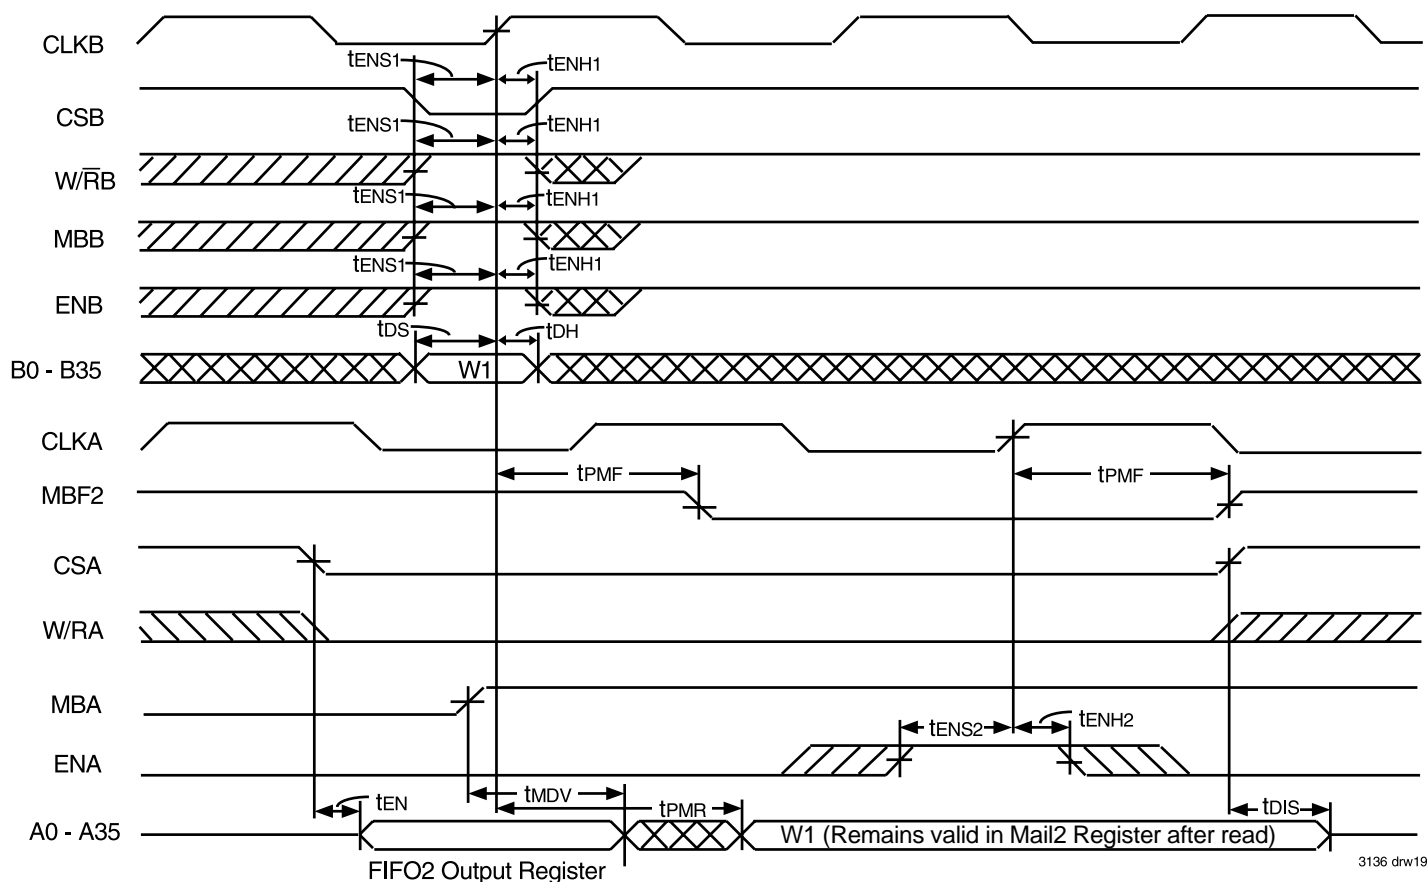 CLKB
tENS1 tENH1
CSB
tENS1 tENH1
W/R̅B
tENS1 tENH1
MBB
tENS1 tENH1
ENB
tDS tDH
B0 - B35 W1
CLKA
tPMF tPMF
MBF2
CSA
W/RA
MBA
tENS2 tENH2
ENA
tEN tMDV tPMR tDIS
A0 - A35 W1 (Remains valid in Mail2 Register after read)
FIFO2 Output Register
3136 drw19